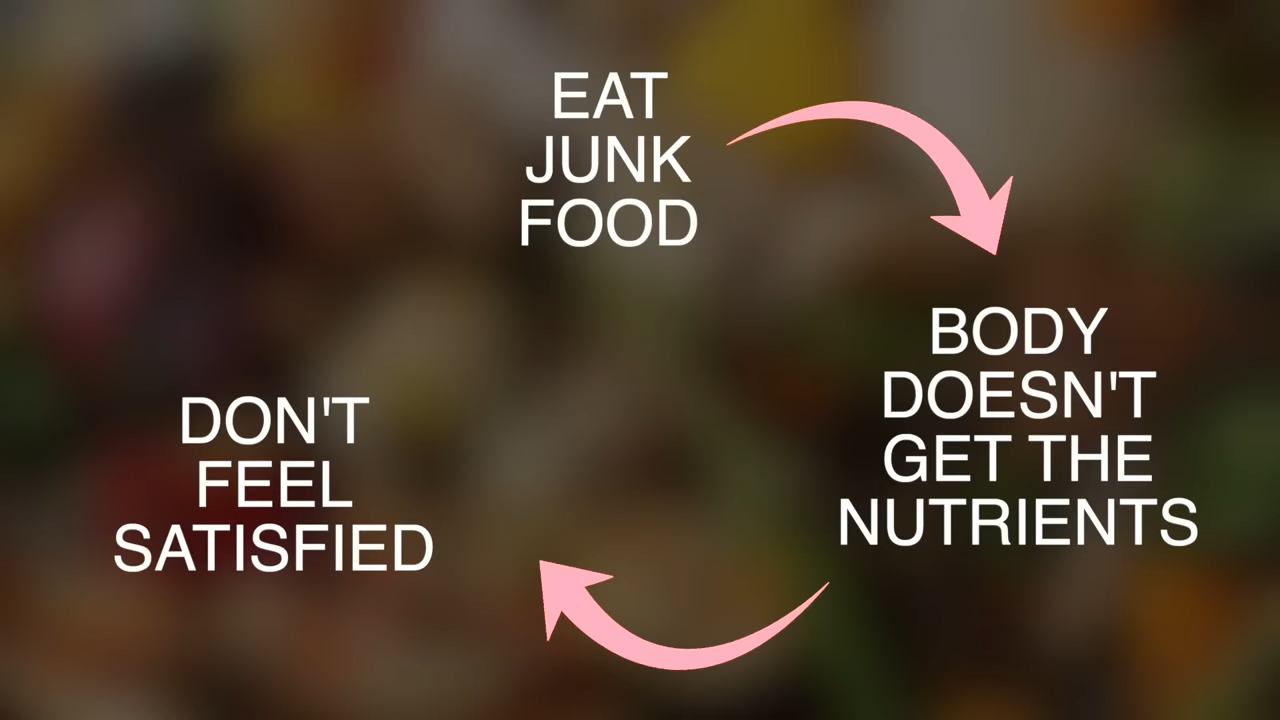 EAT
JUNK
FOOD
BODY
DOESN'T
GET THE
NUTRIENTS
DON'T
FEEL
SATISFIED